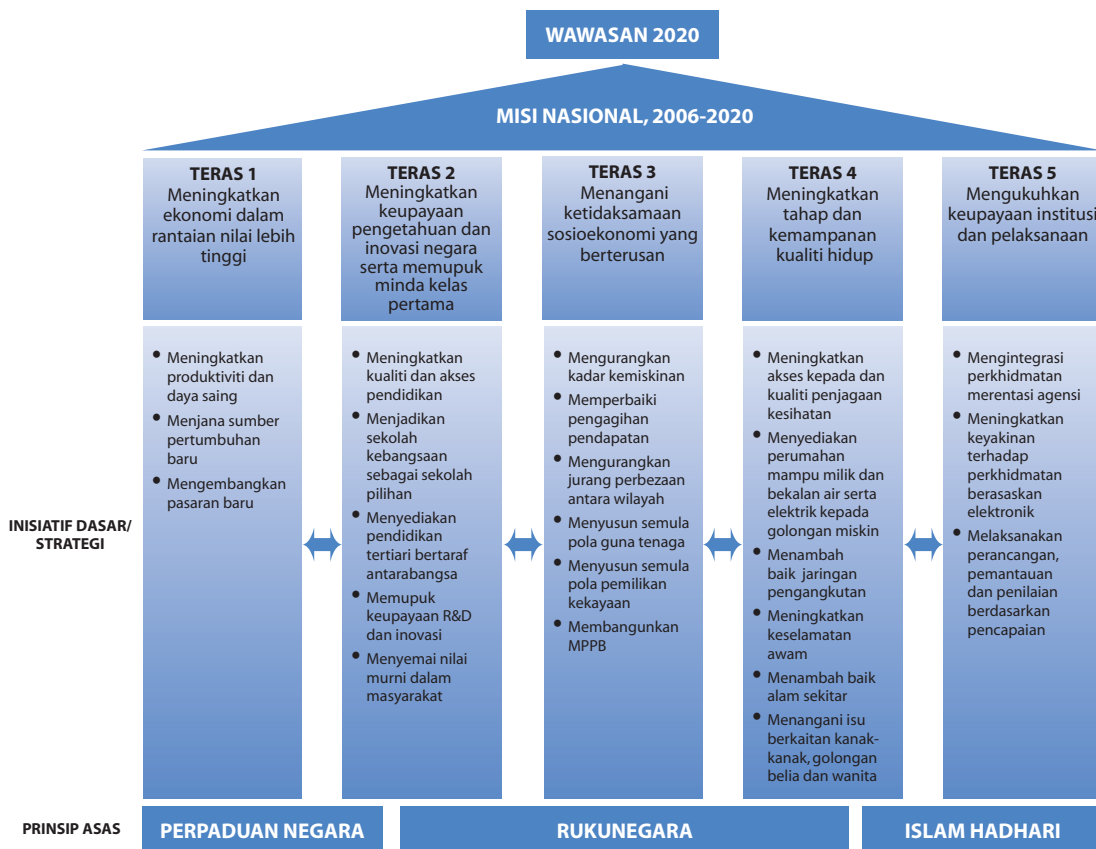 WAWASAN 2020
MISI NASIONAL, 2006-2020
TERAS 1
Meningkatkan
ekonomi dalam
rantaian nilai lebih
tinggi
TERAS 2
Meningkatkan
keupayaan
pengetahuan dan
inovasi negara
serta memupuk
minda kelas
pertama
TERAS 3
Menangani
ketidaksamaan
sosioekonomi yang
berterusan
TERAS 4
Meningkatkan
tahap dan
kemampanan
kualiti hidup
TERAS 5
Mengukuhkan
keupayaan institusi
dan pelaksanaan
INISIATIF DASAR/
STRATEGI
• Meningkatkan
produktiviti dan
daya saing
• Menjana sumber
pertumbuhan
baru
• Mengembangkan
pasaran baru
• Meningkatkan
kualiti dan akses
pendidikan
• Menjadikan
sekolah
kebangsaan
sebagai sekolah
pilihan
• Menyediakan
pendidikan
tertiari bertaraf
antarabangsa
• Memupuk
keupayaan R&D
dan inovasi
• Menyemai nilai
murni dalam
masyarakat
• Mengurangkan
kadar kemiskinan
• Memperbaiki
pengagihan
pendapatan
• Mengurangkan
jurang perbezaan
antara wilayah
• Menyusun semula
pola guna tenaga
• Menyusun semula
pola pemilikan
kekayaan
• Membangunkan
MPPB
• Meningkatkan
akses kepada dan
kualiti penjagaan
kesihatan
• Menyediakan
perumahan
mampu milik dan
bekalan air serta
elektrik kepada
golongan miskin
• Menambah
baik jaringan
pengangkutan
• Meningkatkan
keselamatan
awam
• Menambah baik
alam sekitar
• Menangani isu
berkaitan kanak-
kanak, golongan
belia dan wanita
• Mengintegrasi
perkhidmatan
merentasi agensi
• Meningkatkan
keyakinan
terhadap
perkhidmatan
berasaskan
elektronik
• Melaksanakan
perancangan,
pemantauan
dan penilaian
berdasarkan
pencapaian
PRINSIP ASAS
PERPADUAN NEGARA
RUKUNEGARA
ISLAM HADHARI